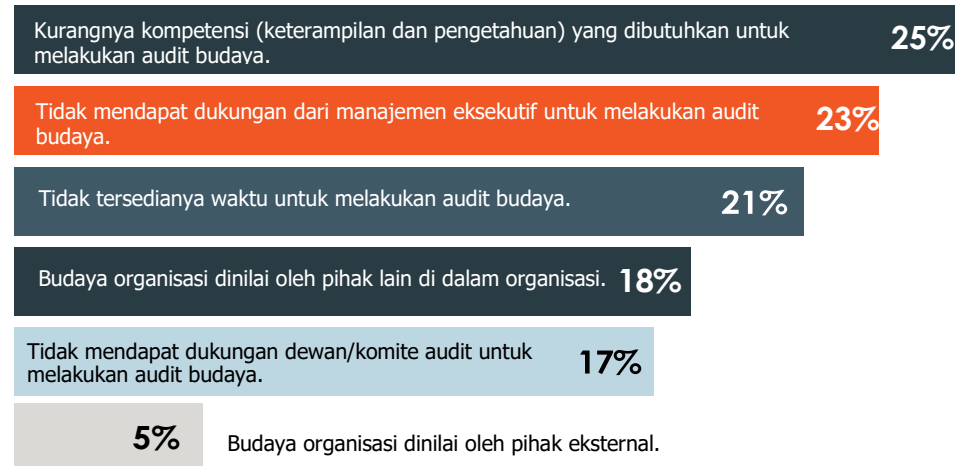 Kurangnya kompetensi (keterampilan dan pengetahuan) yang dibutuhkan untuk
melakukan audit budaya.
25%
Tidak mendapat dukungan dari manajemen eksekutif untuk melakukan audit
budaya.
23%
Tidak tersedianya waktu untuk melakukan audit budaya.
21%
Budaya organisasi dinilai oleh pihak lain di dalam organisasi.
18%
Tidak mendapat dukungan dewan/komite audit untuk
melakukan audit budaya.
17%
5%
Budaya organisasi dinilai oleh pihak eksternal.